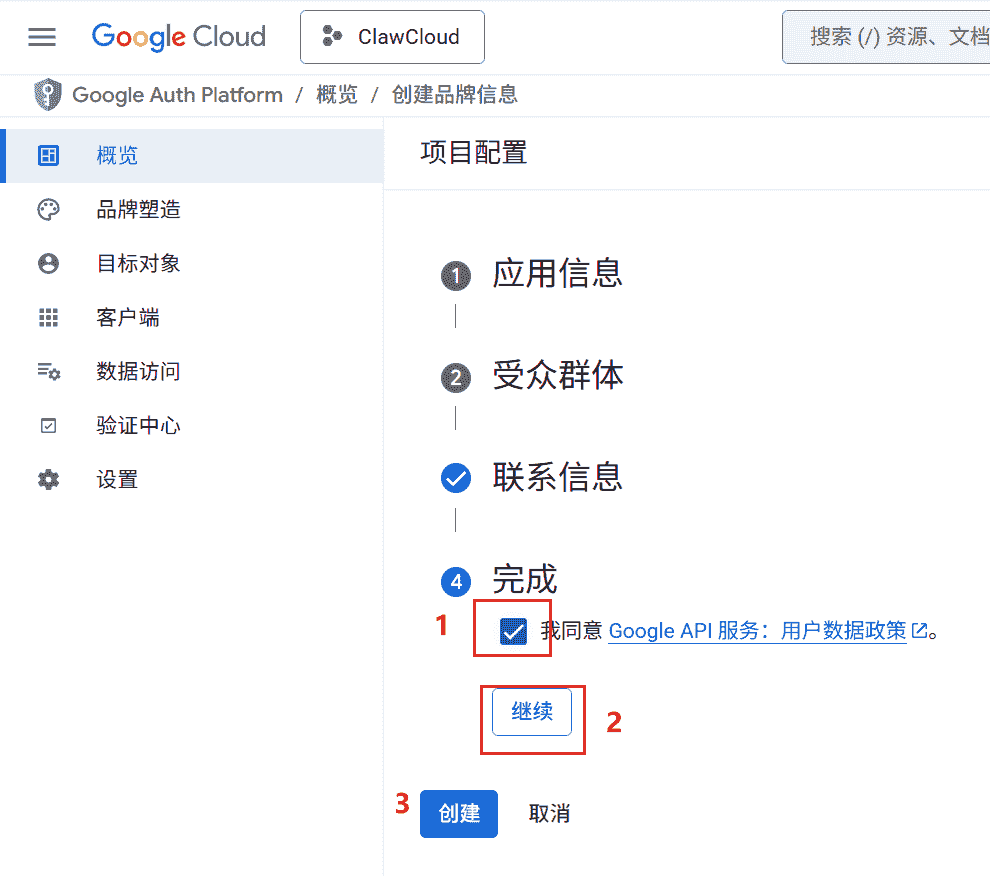 Google Cloud ClawCloud 搜索 (/) 资源、文档
Google Auth Platform / 概览 / 创建品牌信息
概览
品牌塑造
目标对象
客户端
数据访问
验证中心
设置
项目配置
1 应用信息
2 受众群体
联系信息
4 完成
1 我同意 Google API 服务：用户数据政策。
继续 2
3 创建 取消